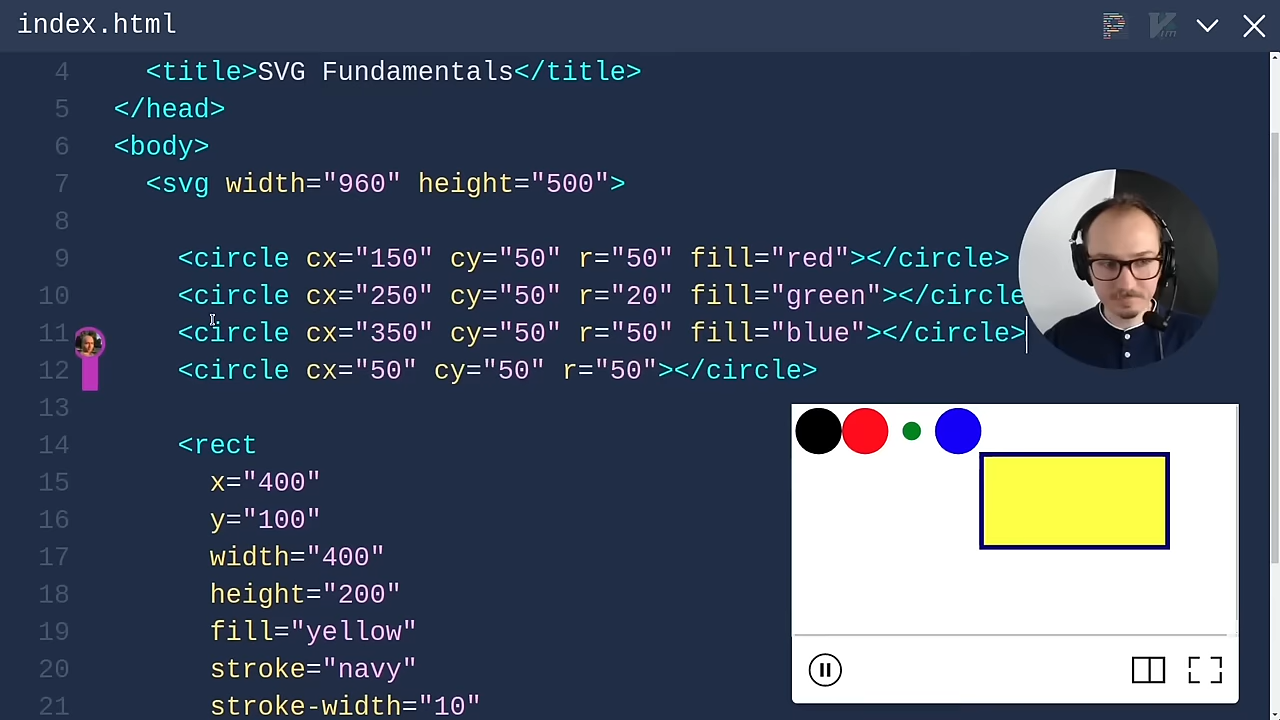 index.html
4 <title>SVG Fundamentals</title>
5 </head>
6 <body>
7 <svg width="960" height="500">
8
9 <circle cx="150" cy="50" r="50" fill="red"></circle>
10 <circle cx="250" cy="50" r="20" fill="green"></circle
11 <circle cx="350" cy="50" r="50" fill="blue"></circle>
12 <circle cx="50" cy="50" r="50"></circle>
13
14 <rect
15 x="400"
16 y="100"
17 width="400"
18 height="200"
19 fill="yellow"
20 stroke="navy"
21 stroke-width="10"